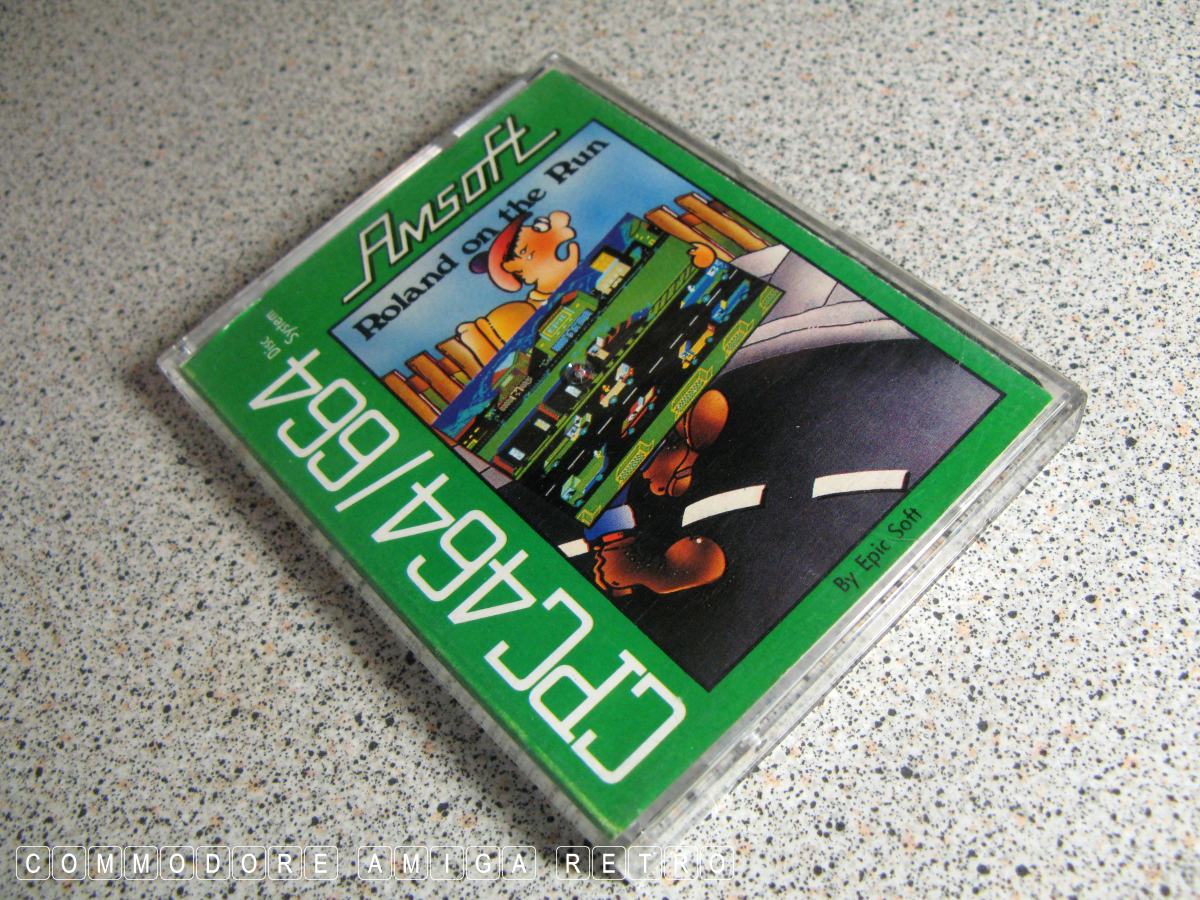 Amsoft
Roland on the Run
Disc
System
CPC464/664
By Epic Soft
COMMODORE AMIGA RETRO